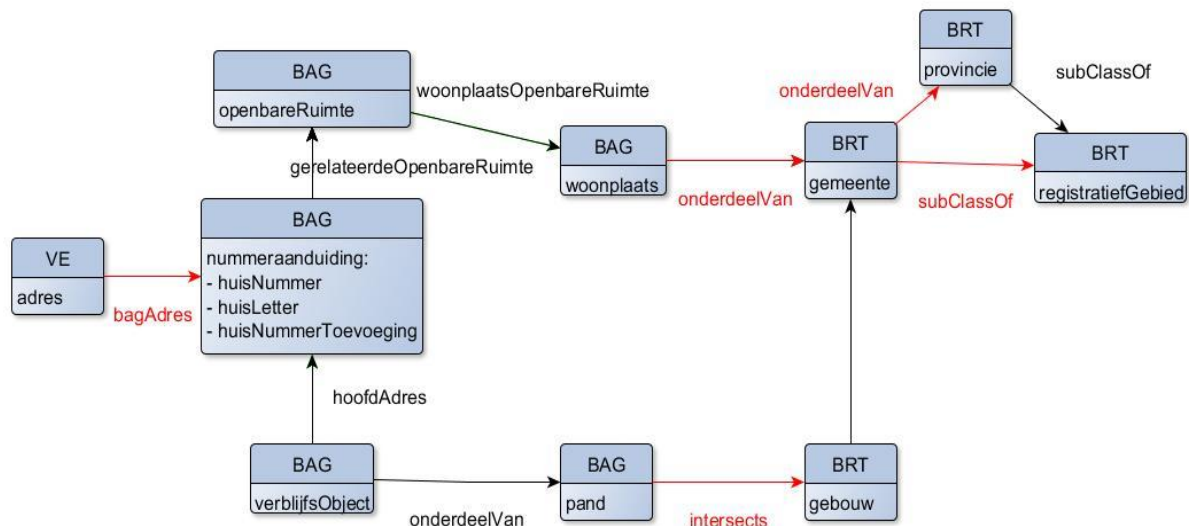 BRT
provincie
subClassOf
onderdeelVan
BAG
openbareRuimte
woonplaatsOpenbareRuimte
BAG
woonplaats
onderdeelVan
BRT
gemeente
subClassOf
BRT
registratiefGebied
gerelateerdeOpenbareRuimte
BAG
nummeraanduiding:
- huisNummer
- huisLetter
- huisNummerToevoeging
VE
adres
bagAdres
hoofdAdres
BAG
verblijfsObject
onderdeelVan
BAG
pand
intersects
BRT
gebouw